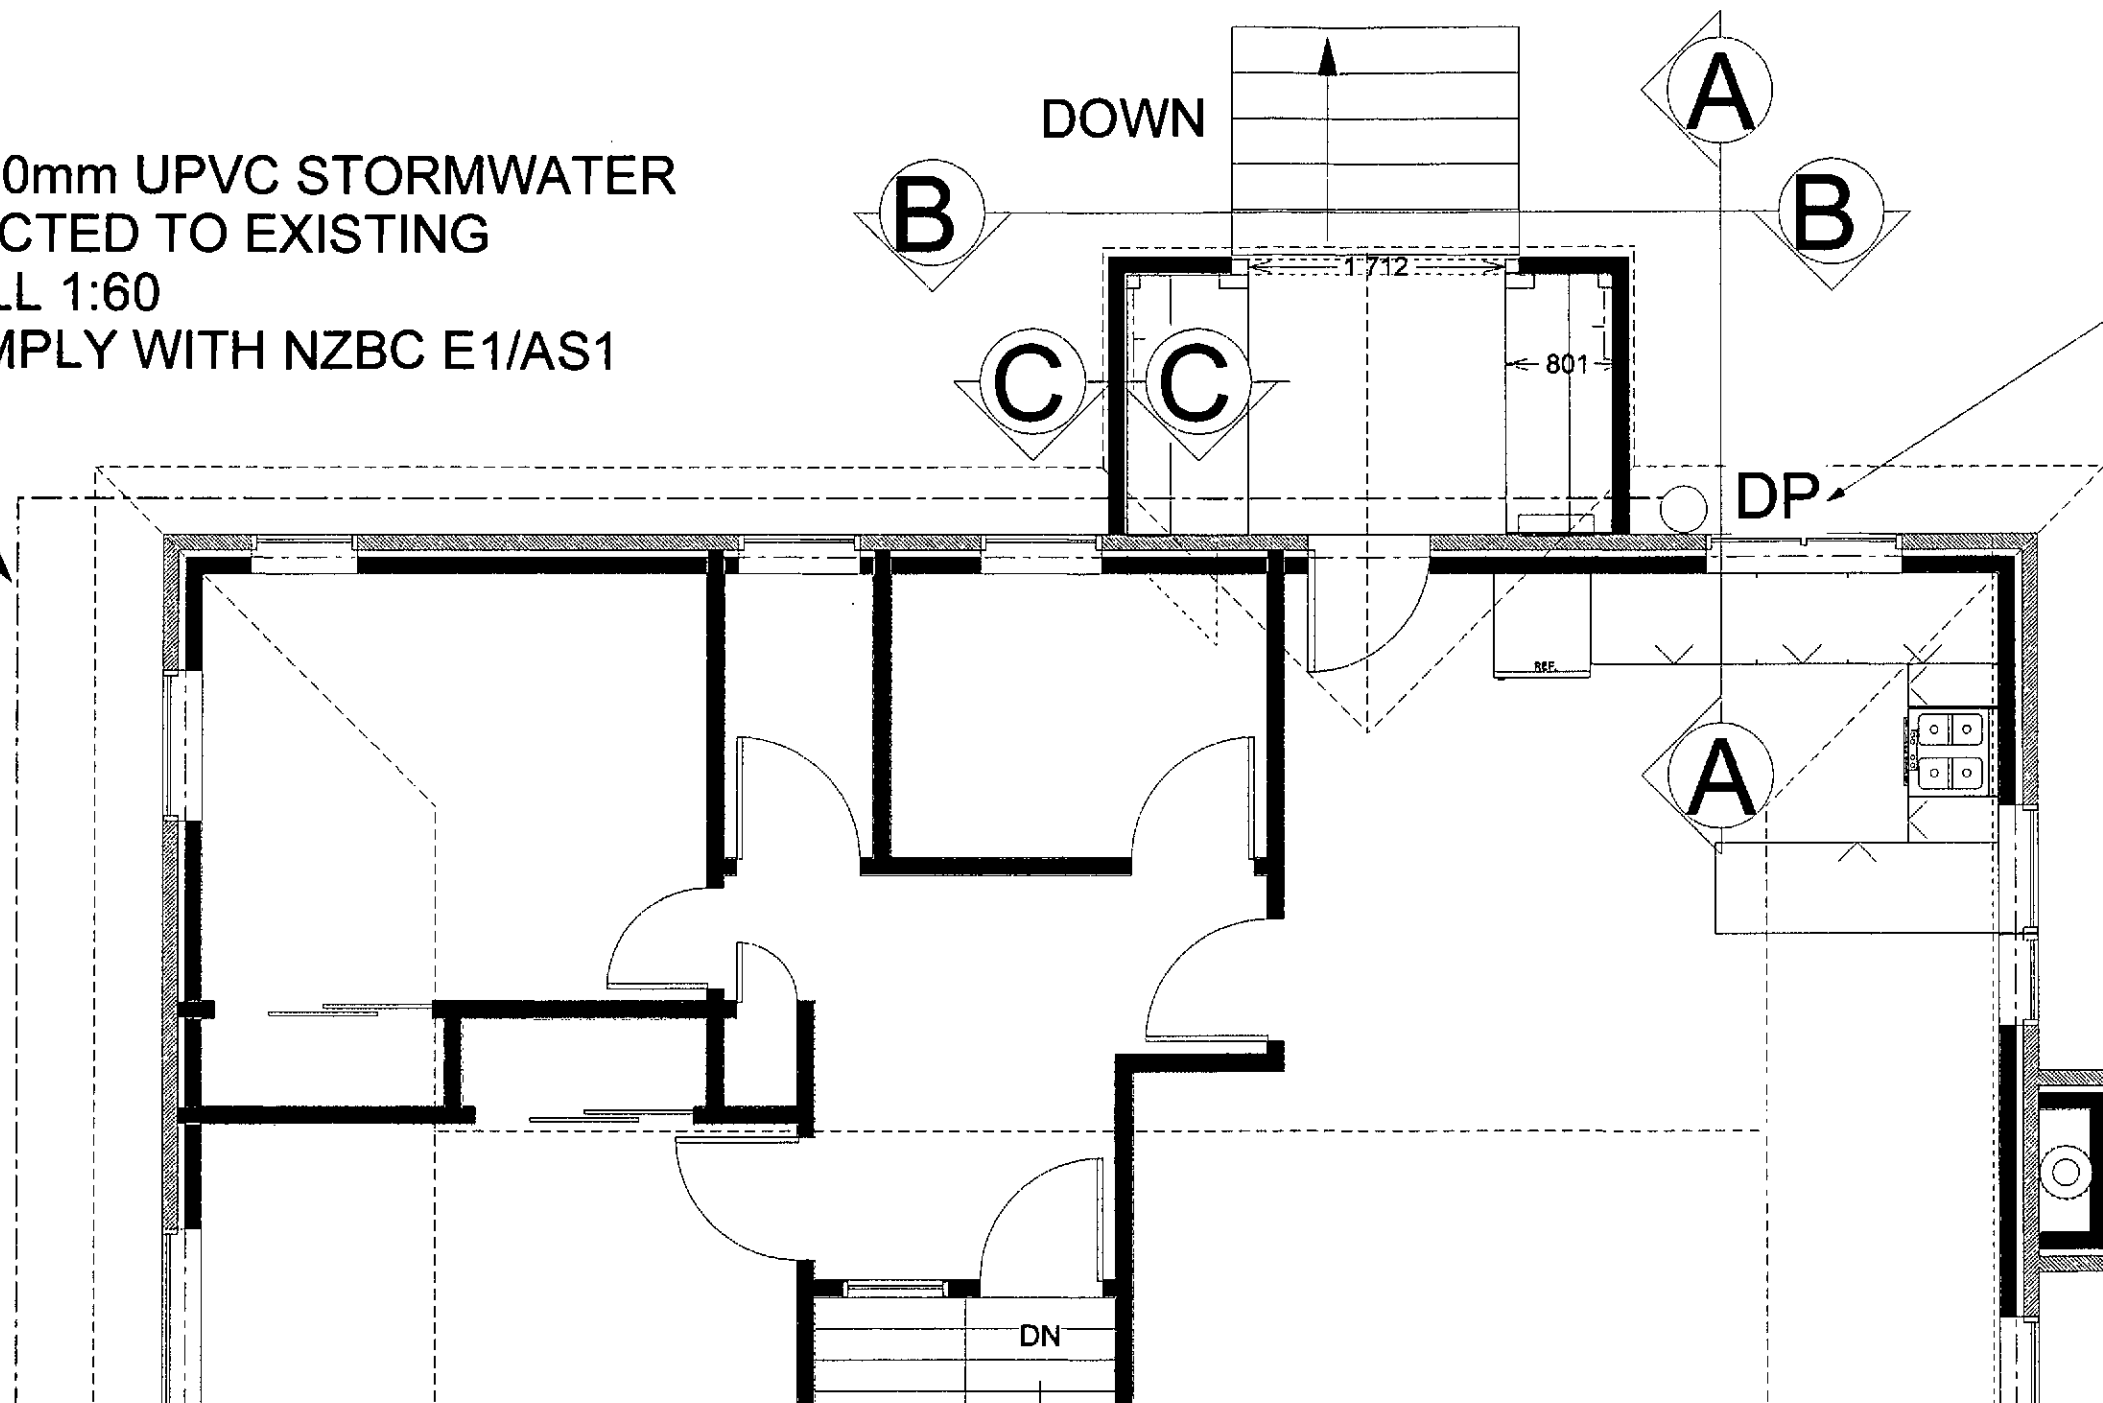 DOWN
A
0mm UPVC STORMWATER
CTED TO EXISTING
LL 1:60
MPLY WITH NZBC E1/AS1
B
B
1 712
C
C
801
DP
REF.
A
DN